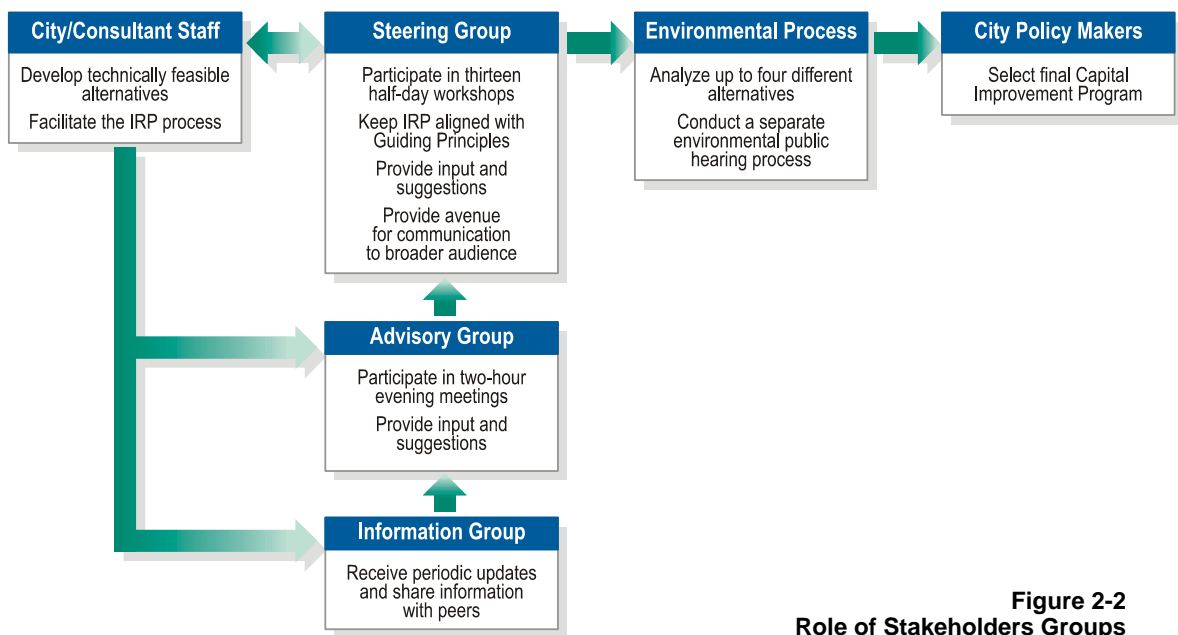 City/Consultant Staff
Develop technically feasible
alternatives
Facilitate the IRP process
Steering Group
Participate in thirteen
half-day workshops
Keep IRP aligned with
Guiding Principles
Provide input and
suggestions
Provide avenue
for communication
to broader audience
Environmental Process
Analyze up to four different
alternatives
Conduct a separate
environmental public
hearing process
City Policy Makers
Select final Capital
Improvement Program
Advisory Group
Participate in two-hour
evening meetings
Provide input and
suggestions
Information Group
Receive periodic updates
and share information
with peers
Figure 2-2
Role of Stakeholders Groups